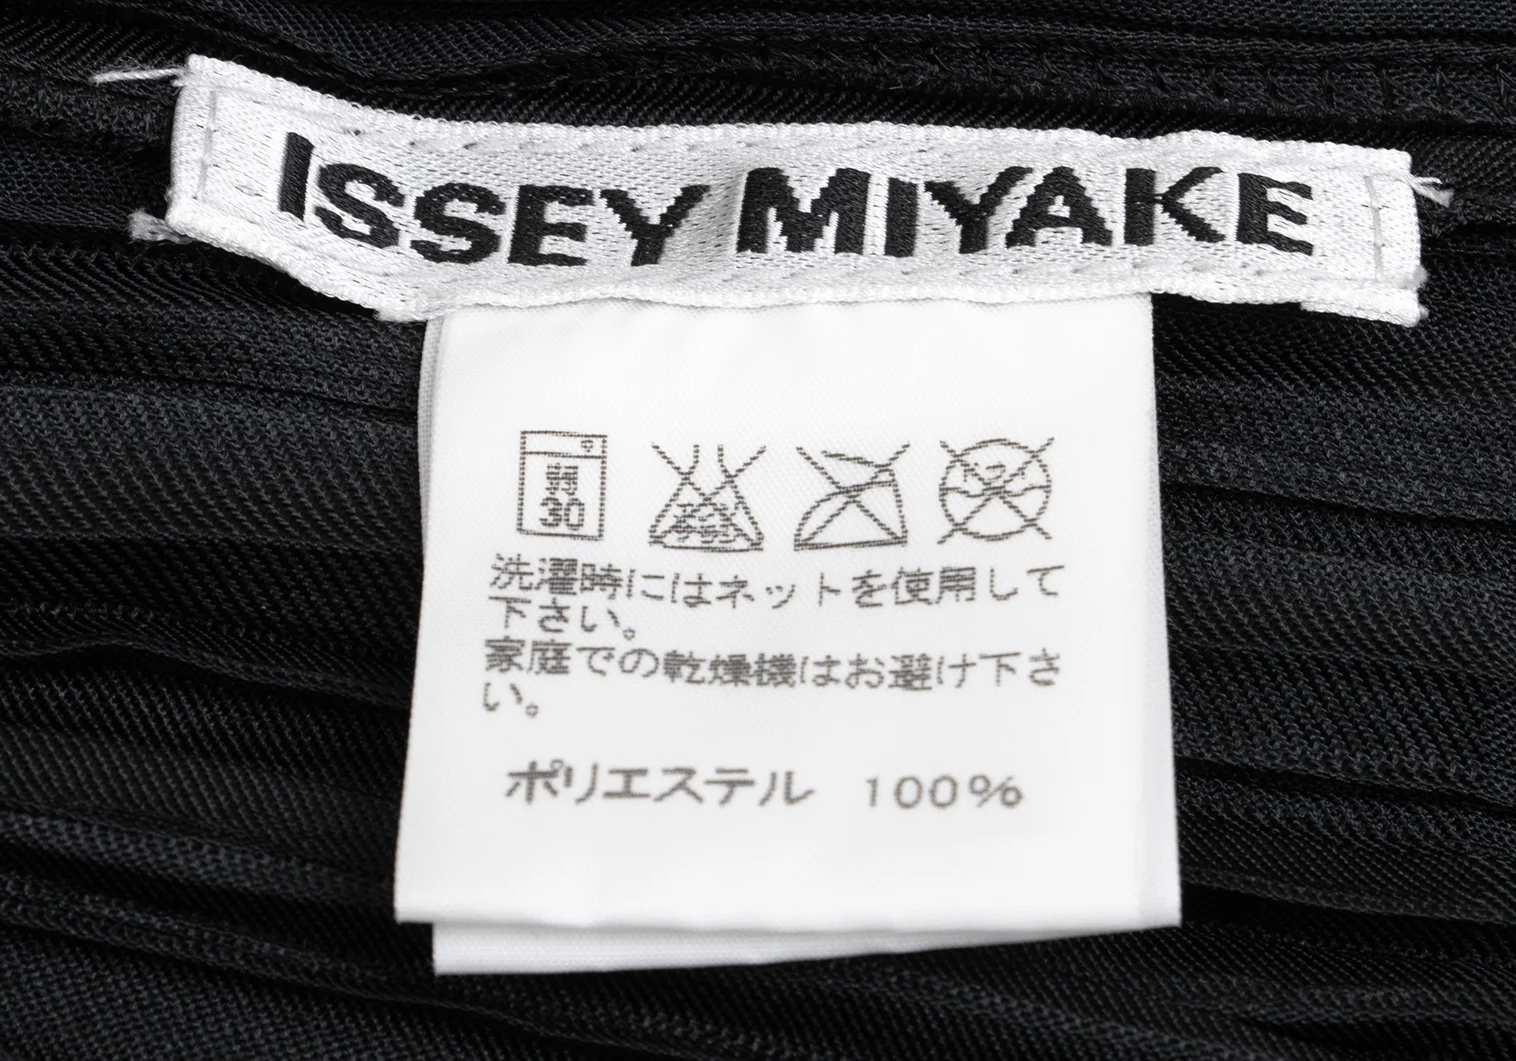 ISSEY MIYAKE
弱
30
洗濯時にはネットを使用して
下さい。
家庭での乾燥機はお避け下さ
い。
ポリエステル 100%